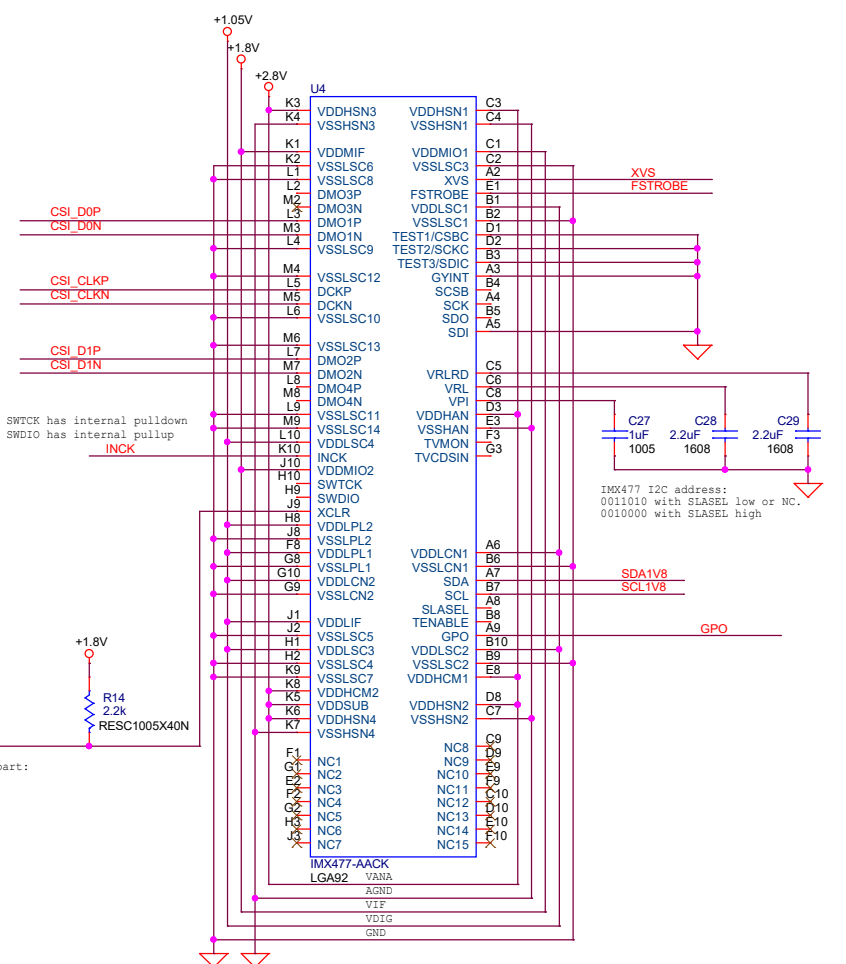 +1.05V
+1.8V
+2.8V
U4
K3 VDDHSN3 VDDHSN1 C3
K4 VSSHSN3 VSSHSN1 C4
K1 VDDMIF VDDMIO1 C1
K2 VSSLSC6 VSSLSC3 C2
L1 VSSLSC8 XVS A2 XVS
L2 DMO3P FSTROBE E1 FSTROBE
M2 DMO3N VDDLSC1 B1
CSI_D0P L3 DMO1P VSSLSC1 B2
CSI_D0N M3 DMO1N TEST1/CSBC D1
L4 VSSLSC9 TEST2/SCKC D2
TEST3/SDIC B3
M4 VSSLSC12 GYINT A3
CSI_CLKP L5 DCKP SCSB B4
CSI_CLKN M5 DCKN SCK A4
L6 VSSLSC10 SDO B5
SDI A5
M6 VSSLSC13
CSI_D1P L7 DMO2P
CSI_D1N M7 DMO2N VRLRD C5
L8 DMO4P VRL C6
M8 DMO4N VPI C8
L9 VSSLSC11 VDDHAN D3
M9 VSSLSC14 VSSHAN E3
L10 VDDLSC4 TVMON F3
INCK K10 INCK TVCDSIN G3
SWTCK has internal pulldown
SWDIO has internal pullup
J10 VDDMIO2
H10 SWTCK
H9 SWDIO
J9 XCLR
C27 C28 C29
1uF 2.2uF 2.2uF
1005 1608 1608
IMX477 I2C address:
0011010 with SLASEL low or NC.
0010000 with SLASEL high
H8 VDDLPL2
J8 VSSLPL2
F8 VDDLPL1 VDDLCN1 A6
G8 VSSLPL1 VSSLCN1 B6
G10 VDDLCN2 SDA A7 SDA1V8
G9 VSSLCN2 SCL B7 SCL1V8
SLASEL A8
J1 VDDLIF TENABLE B8
J2 VSSLSC5 GPO A9 GPO
H1 VDDLSC3 VDDLSC2 B10
H2 VSSLSC4 VSSLSC2 B9
K9 VSSLSC7 VDDHCM1 E8
K8 VDDHCM2
K5 VDDSUB VDDHSN2 D8
K6 VDDHSN4 VSSHSN2 C7
K7 VSSHSN4
+1.8V
R14
2.2k
RESC1005X40N
part:
NC8 C9
F1 NC1 NC9 D9
G1 NC2 NC10 E9
E2 NC3 NC11 F9
F2 NC4 NC12 C10
G2 NC5 NC13 D10
H3 NC6 NC14 E10
J3 NC7 NC15 F10
IMX477-AACK
LGA92 VANA
AGND
VIF
VDIG
GND